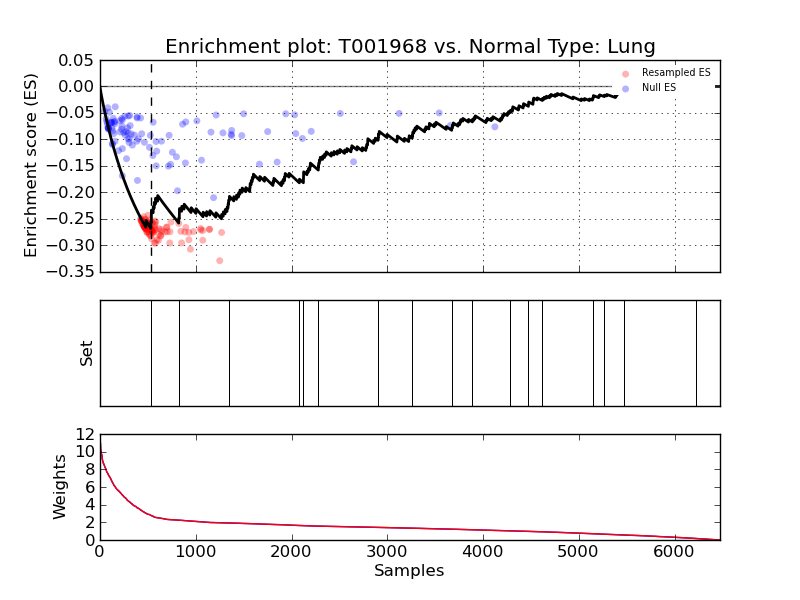 Enrichment plot: T001968 vs. Normal Type: Lung
Enrichment score (ES)
0.05
0.00
−0.05
−0.10
−0.15
−0.20
−0.25
−0.30
−0.35
Resampled ES
Null ES
Set
Weights
12
10
8
6
4
2
0
0 1000 2000 3000 4000 5000 6000
Samples